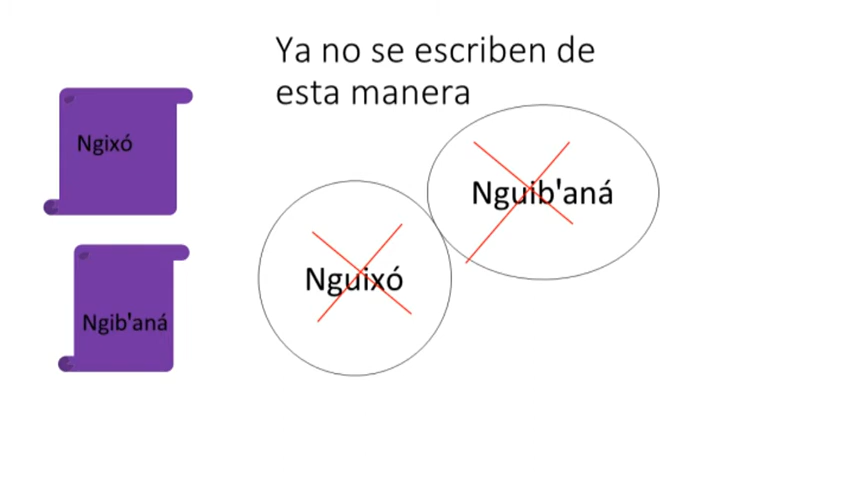 Ya no se escriben de
esta manera
Ngixó
Nguib'aná
Nguixó
Ngib'aná